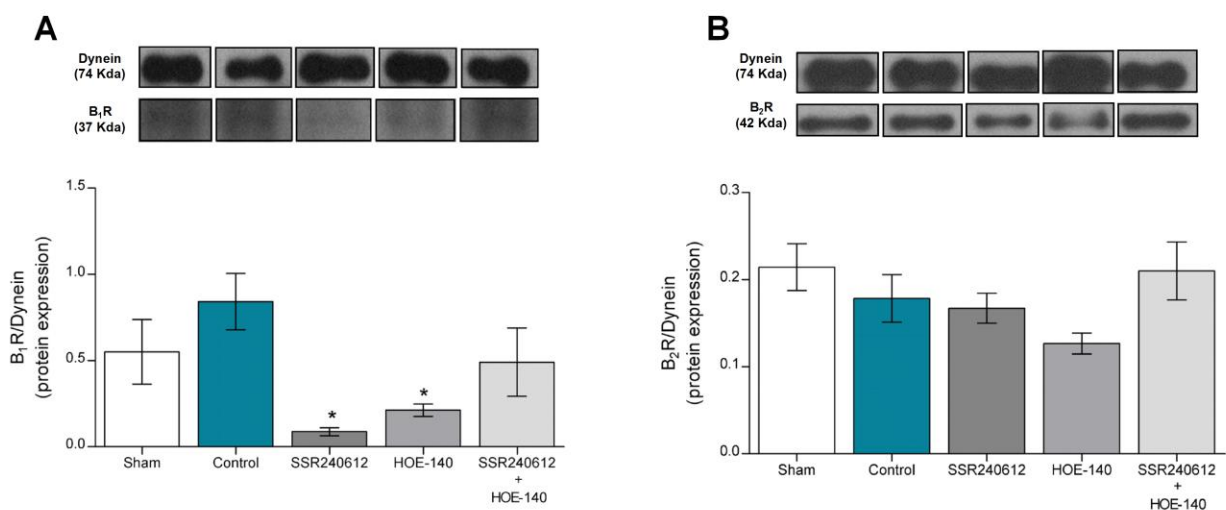 A
Dynein
(74 Kda)
B₁R
(37 Kda)
1.5
1.0
0.5
0.0
B₁R/Dynein
(protein expression)
*
*
Sham
Control
SSR240612
HOE-140
SSR240612
+
HOE-140
B
Dynein
(74 Kda)
B₂R
(42 Kda)
0.3
0.2
0.1
0.0
B₂R/Dynein
(protein expression)
Sham
Control
SSR240612
HOE-140
SSR240612
+
HOE-140